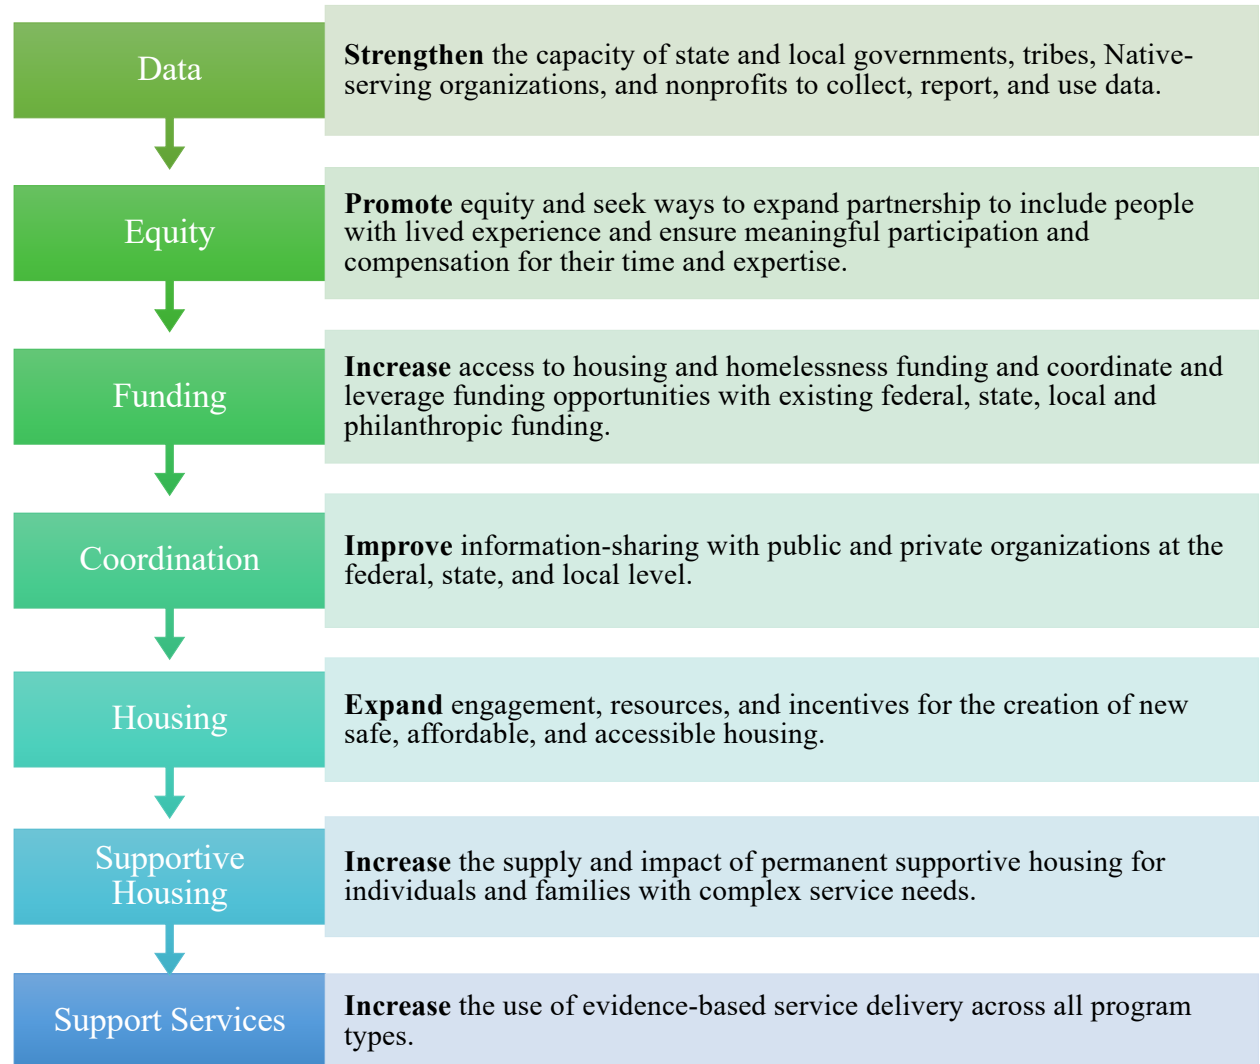 Data
Strengthen the capacity of state and local governments, tribes, Native-
serving organizations, and nonprofits to collect, report, and use data.
Equity
Promote equity and seek ways to expand partnership to include people
with lived experience and ensure meaningful participation and
compensation for their time and expertise.
Funding
Increase access to housing and homelessness funding and coordinate and
leverage funding opportunities with existing federal, state, local and
philanthropic funding.
Coordination
Improve information-sharing with public and private organizations at the
federal, state, and local level.
Housing
Expand engagement, resources, and incentives for the creation of new
safe, affordable, and accessible housing.
Supportive
Housing
Increase the supply and impact of permanent supportive housing for
individuals and families with complex service needs.
Support Services
Increase the use of evidence-based service delivery across all program
types.